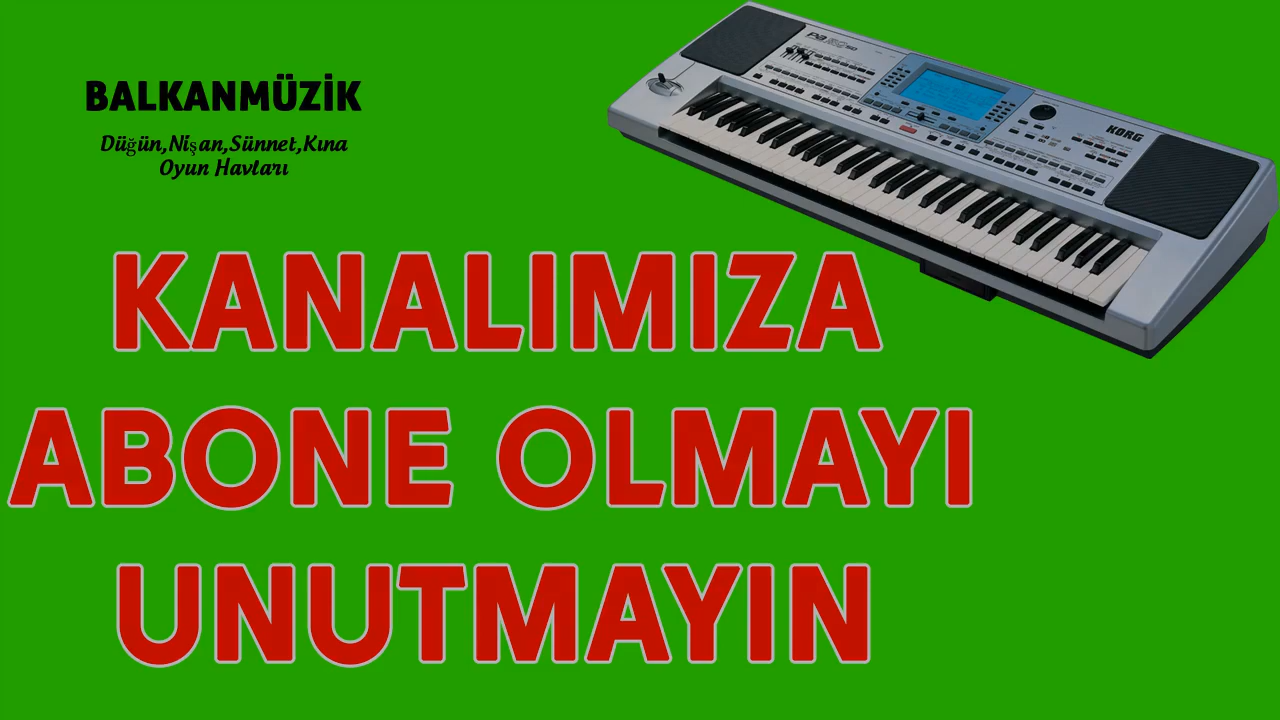 BALKANMÜZİK
Düğün,Nişan,Sünnet,Kına
Oyun Havları
KORG
KANALIMIZA
ABONE OLMAYI
UNUTMAYIN